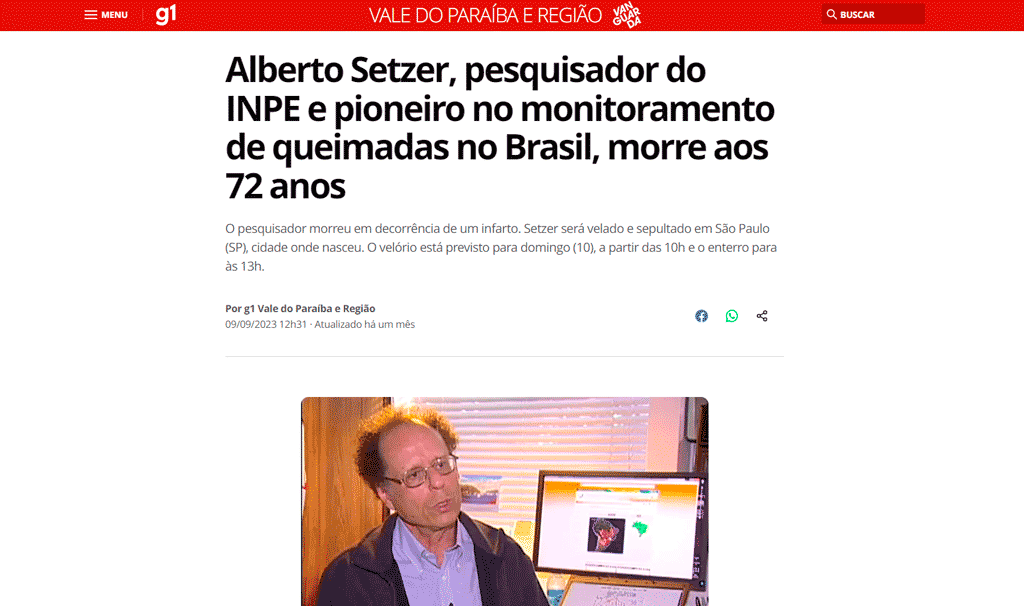 MENU
g1
VALE DO PARAÍBA E REGIÃO
VAN
GUAR
DA
BUSCAR
Alberto Setzer, pesquisador do
INPE e pioneiro no monitoramento
de queimadas no Brasil, morre aos
72 anos
O pesquisador morreu em decorrência de um infarto. Setzer será velado e sepultado em São Paulo
(SP), cidade onde nasceu. O velório está previsto para domingo (10), a partir das 10h e o enterro para
às 13h.
Por g1 Vale do Paraíba e Região
09/09/2023 12h31 · Atualizado há um mês